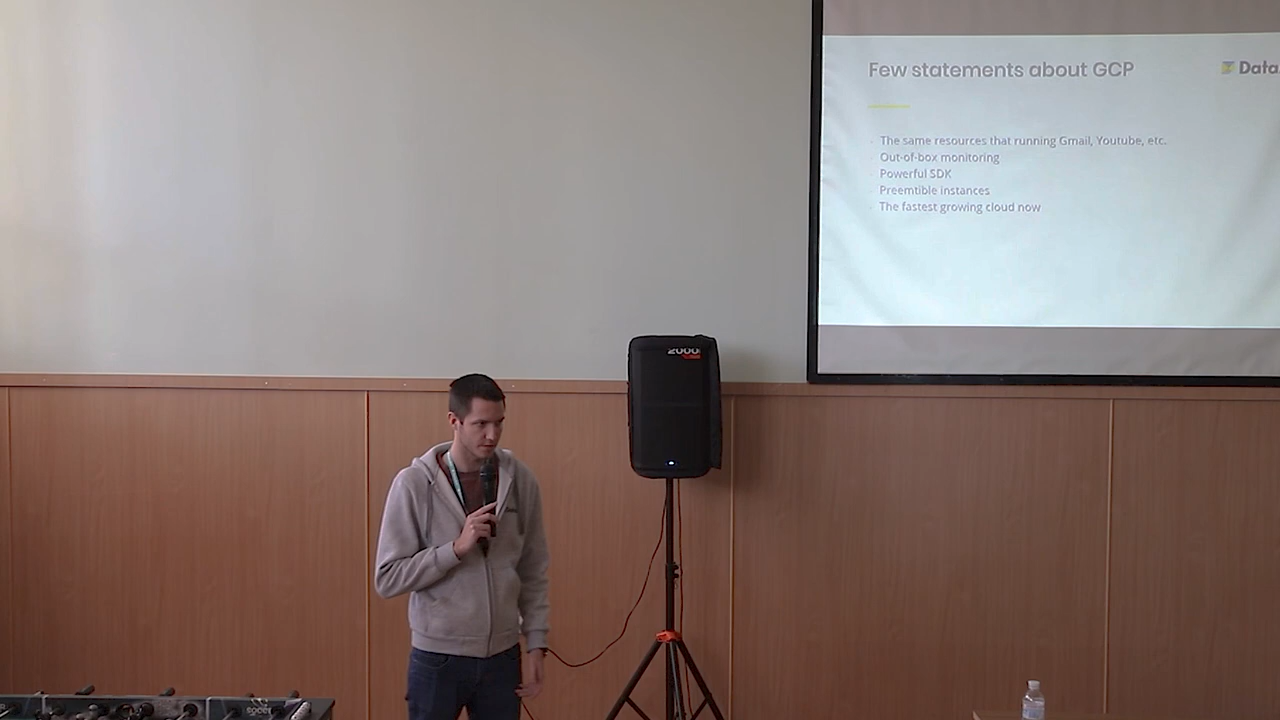 Few statements about GCP
Data
The same resources that running Gmail, Youtube, etc.
Out-of-box monitoring
Powerful SDK
Preemtible instances
The fastest growing cloud now
2000